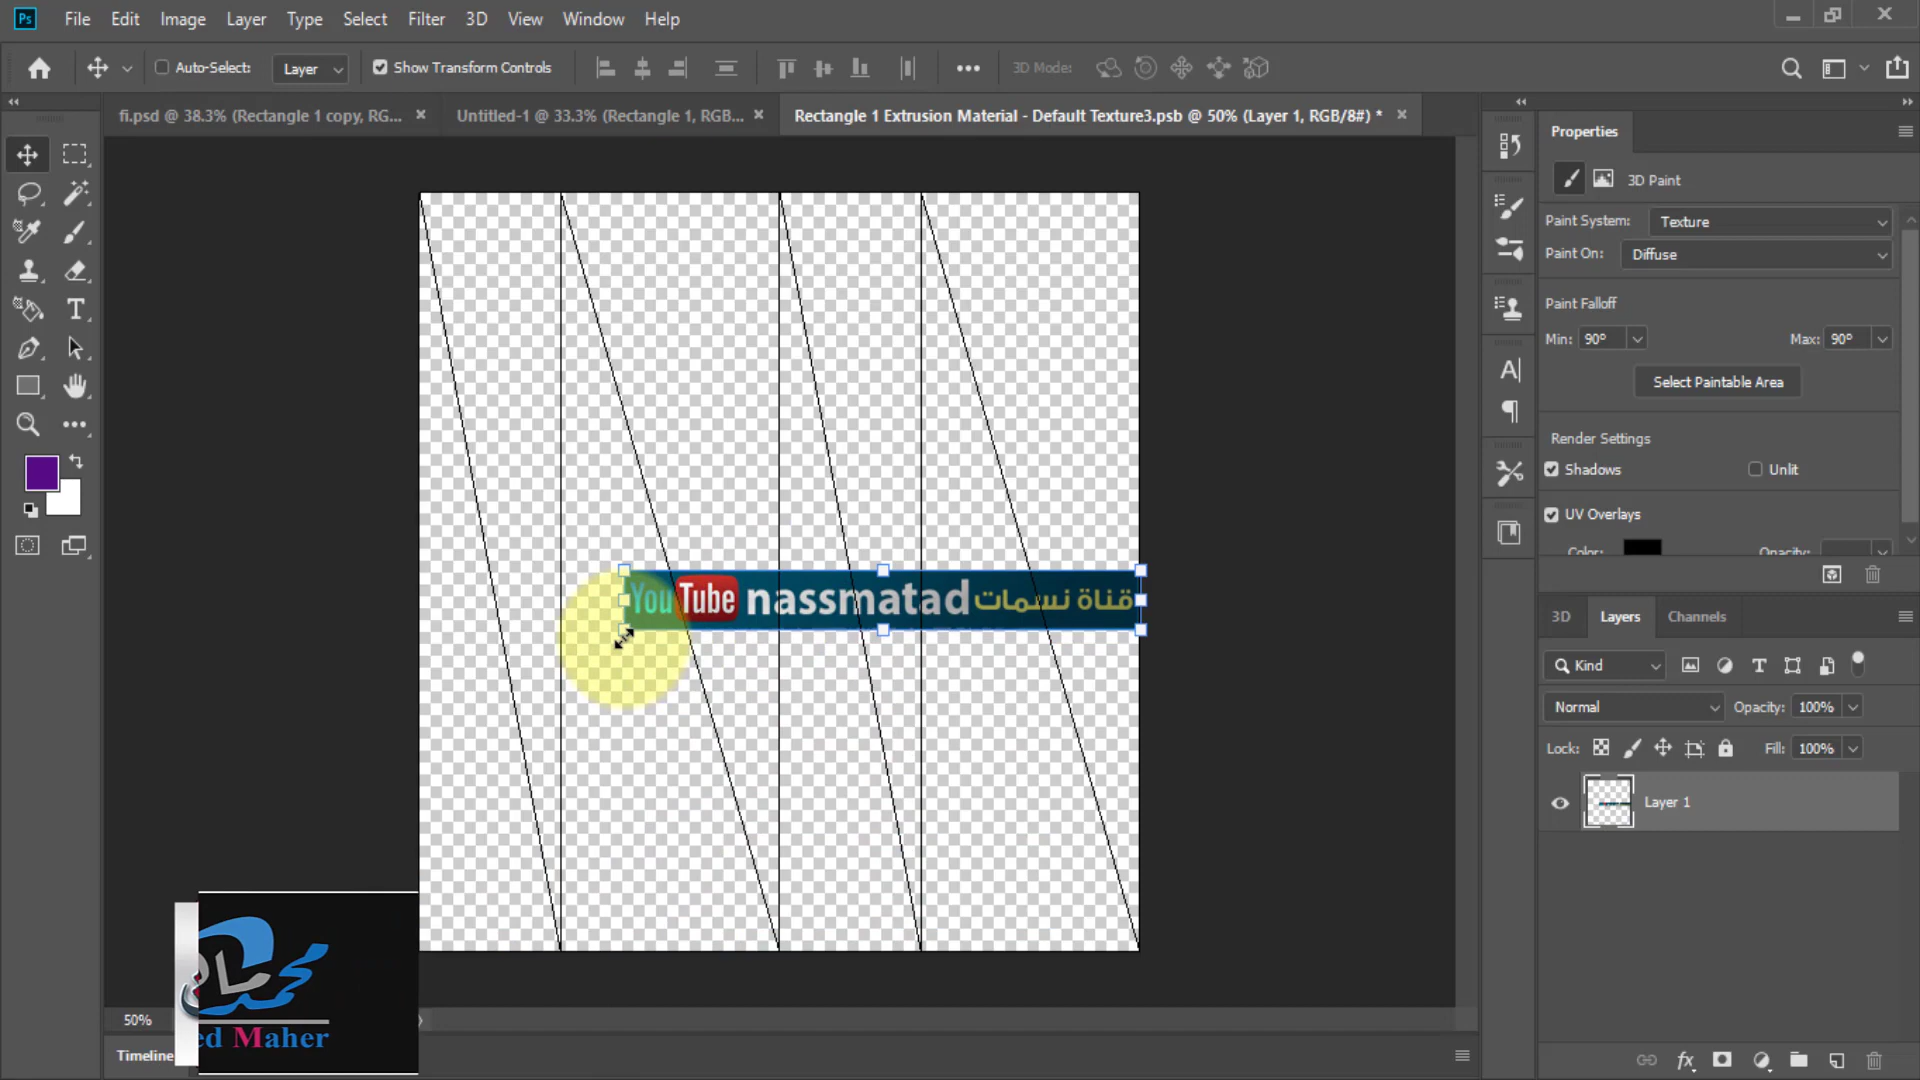 Ps File Edit Image Layer Type Select Filter 3D View Window Help
Auto-Select: Layer Show Transform Controls 3D Mode:
fi.psd @ 38.3% (Rectangle 1 copy, RG... × Untitled-1 @ 33.3% (Rectangle 1, RGB... × Rectangle 1 Extrusion Material - Default Texture3.psb @ 50% (Layer 1, RGB/8#) * ×
Properties
3D Paint
Paint System: Texture
Paint On: Diffuse
Paint Falloff
Min: 90° Max: 90°
Select Paintable Area
Render Settings
Shadows Unlit
UV Overlays
Color: Opacity:
YouTube nassmatad قناة نسمات
3D Layers Channels
Kind
Normal Opacity: 100%
Lock: Fill: 100%
Layer 1
50%
ed Maher
Timeline